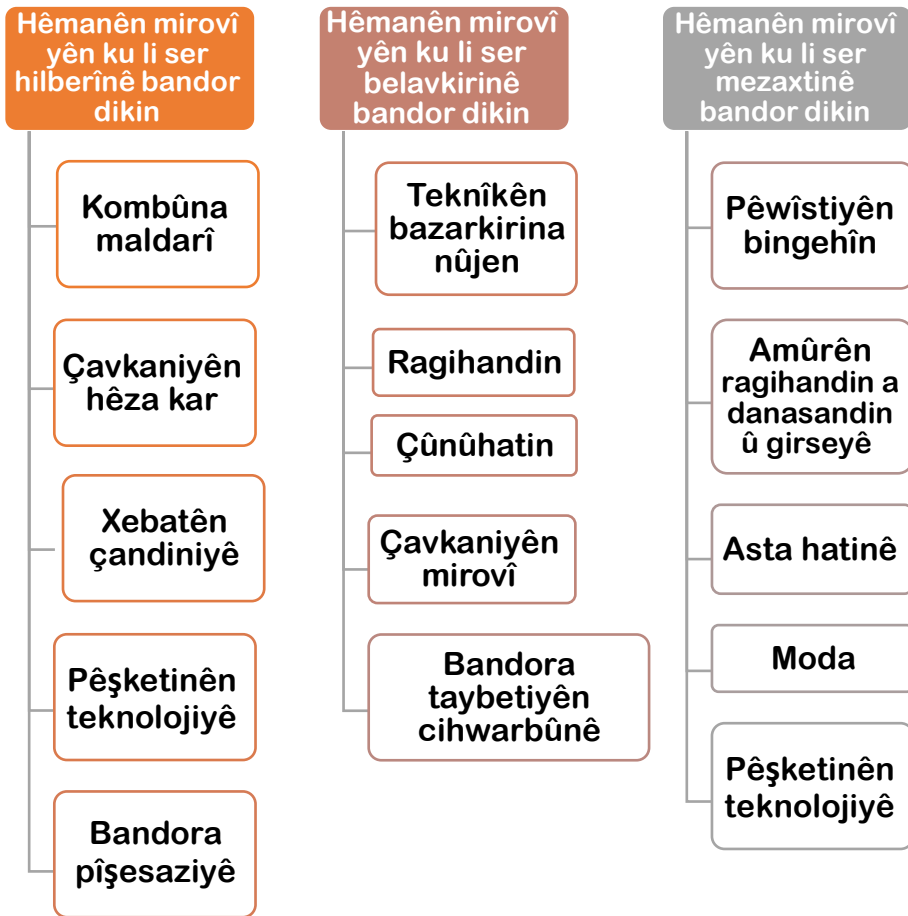 Hêmanên mirovî
yên ku li ser
hilberînê bandor
dikin
Kombûna
maldarî
Çavkaniyên
hêza kar
Xebatên
çandiniyê
Pêşketinên
teknolojiyê
Bandora
pîşesaziyê
Hêmanên mirovî
yên ku li ser
belavkirinê
bandor dikin
Teknîkên
bazarkirina
nûjen
Ragihandin
Çûnûhatin
Çavkaniyên
mirovî
Bandora
taybetiyên
cihwarbûnê
Hêmanên mirovî
yên ku li ser
mezaxtinê
bandor dikin
Pêwîstiyên
bingehîn
Amûrên
ragihandin a
danasandin
û girseyê
Asta hatinê
Moda
Pêşketinên
teknolojiyê